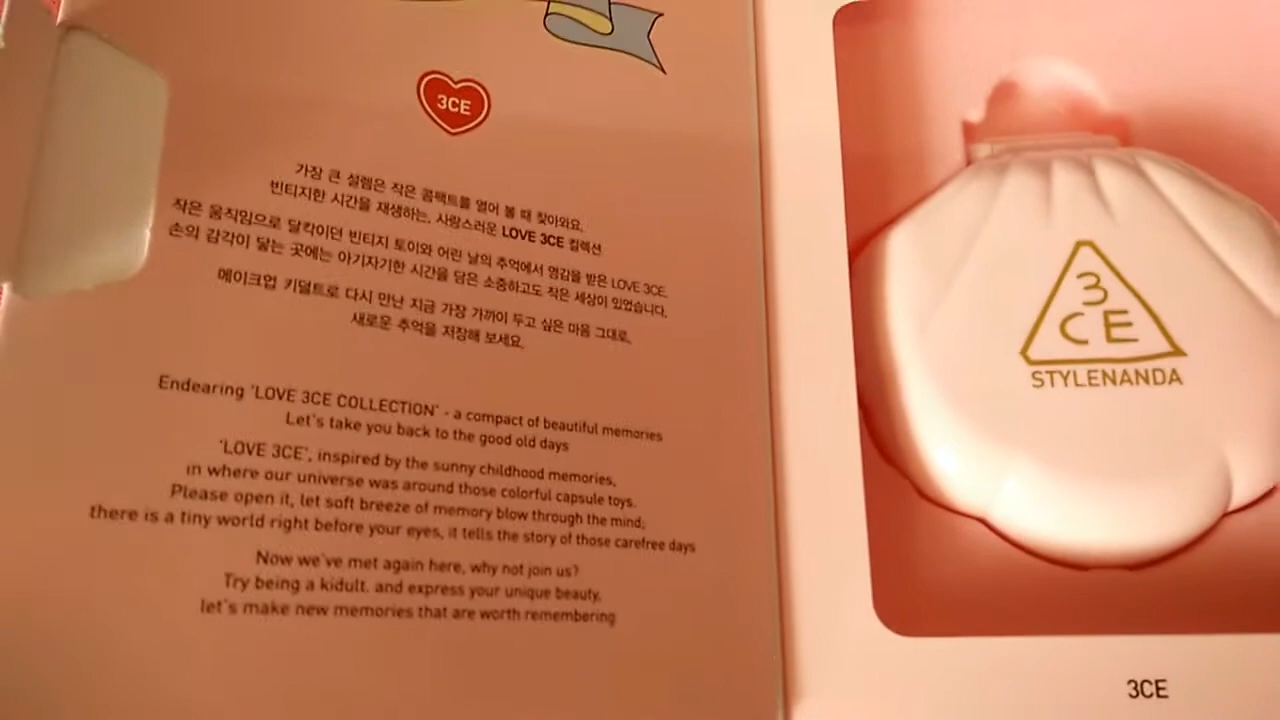 3CE
가장 큰 설렘은 작은 콤팩트를 열어 볼 때 찾아와요.
빈티지한 시간을 재생하는, 사랑스러운 LOVE 3CE 컬렉션
작은 움직임으로 달칵이던 빈티지 토이와 어린 날의 추억에서 영감을 받은 LOVE 3CE.
손의 감각이 닿는 곳에는 아기자기한 시간을 담은 소중하고도 작은 세상이 있었습니다.
메이크업 키덜트로 다시 만난 지금 가장 가까이 두고 싶은 마음 그대로,
새로운 추억을 저장해 보세요.
Endearing 'LOVE 3CE COLLECTION' - a compact of beautiful memories
Let's take you back to the good old days
'LOVE 3CE', inspired by the sunny childhood memories,
in where our universe was around those colorful capsule toys.
Please open it, let soft breeze of memory blow through the mind;
there is a tiny world right before your eyes, it tells the story of those carefree days
Now we've met again here, why not join us?
Try being a kidult. and express your unique beauty,
let's make new memories that are worth remembering
3
CE
STYLENANDA
3CE